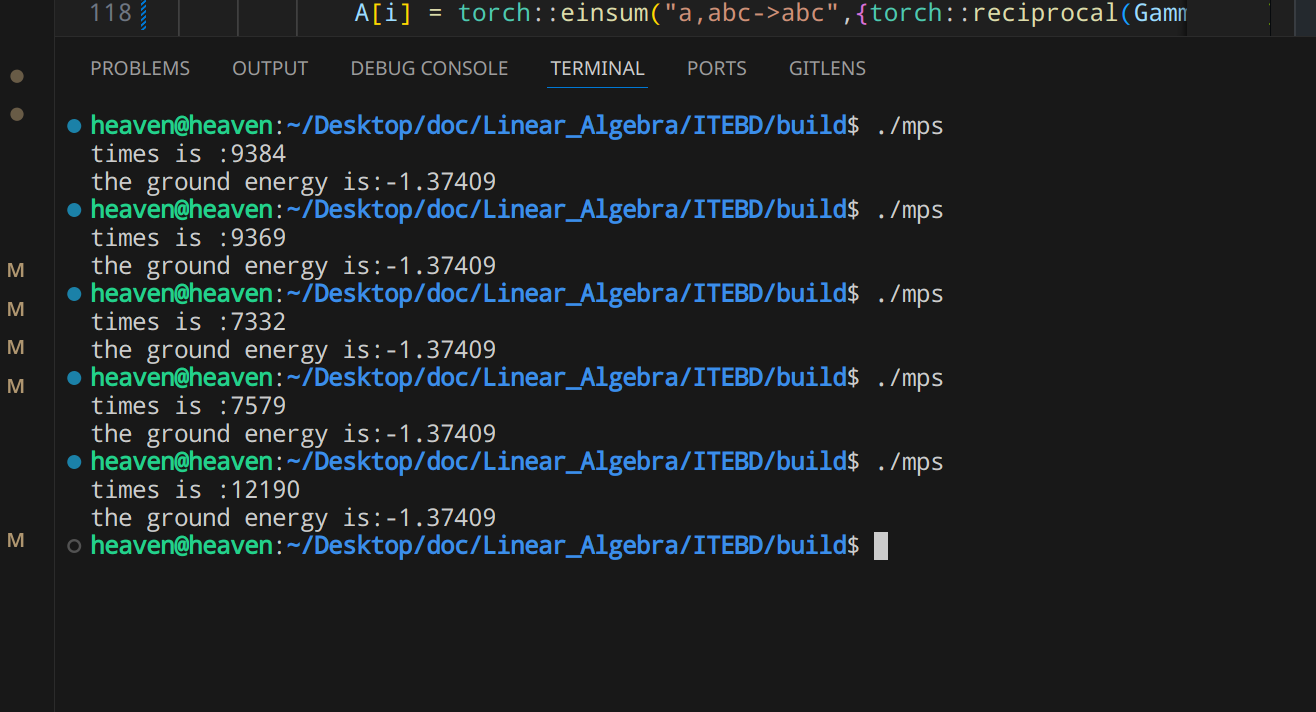 118 A[i] = torch::einsum("a,abc->abc",{torch::reciprocal(Gamm
PROBLEMS OUTPUT DEBUG CONSOLE TERMINAL PORTS GITLENS
heaven@heaven:~/Desktop/doc/Linear_Algebra/ITEBD/build$ ./mps
times is :9384
the ground energy is:-1.37409
heaven@heaven:~/Desktop/doc/Linear_Algebra/ITEBD/build$ ./mps
times is :9369
the ground energy is:-1.37409
M
heaven@heaven:~/Desktop/doc/Linear_Algebra/ITEBD/build$ ./mps
M
times is :7332
M
the ground energy is:-1.37409
heaven@heaven:~/Desktop/doc/Linear_Algebra/ITEBD/build$ ./mps
M
times is :7579
the ground energy is:-1.37409
heaven@heaven:~/Desktop/doc/Linear_Algebra/ITEBD/build$ ./mps
times is :12190
the ground energy is:-1.37409
M
heaven@heaven:~/Desktop/doc/Linear_Algebra/ITEBD/build$